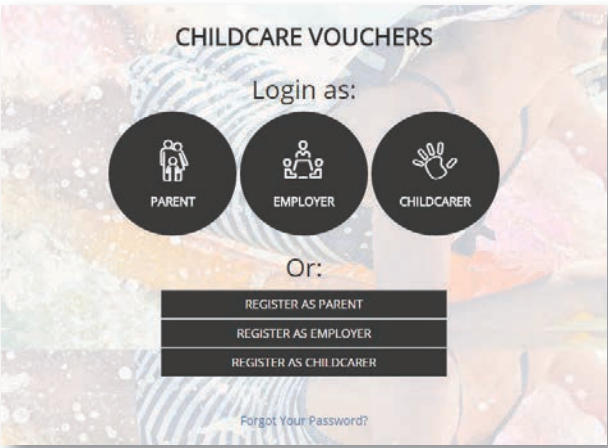 CHILDCARE VOUCHERS
Login as:
PARENT
EMPLOYER
CHILDCARER
Or:
REGISTER AS PARENT
REGISTER AS EMPLOYER
REGISTER AS CHILDCARER
Forgot Your Password?